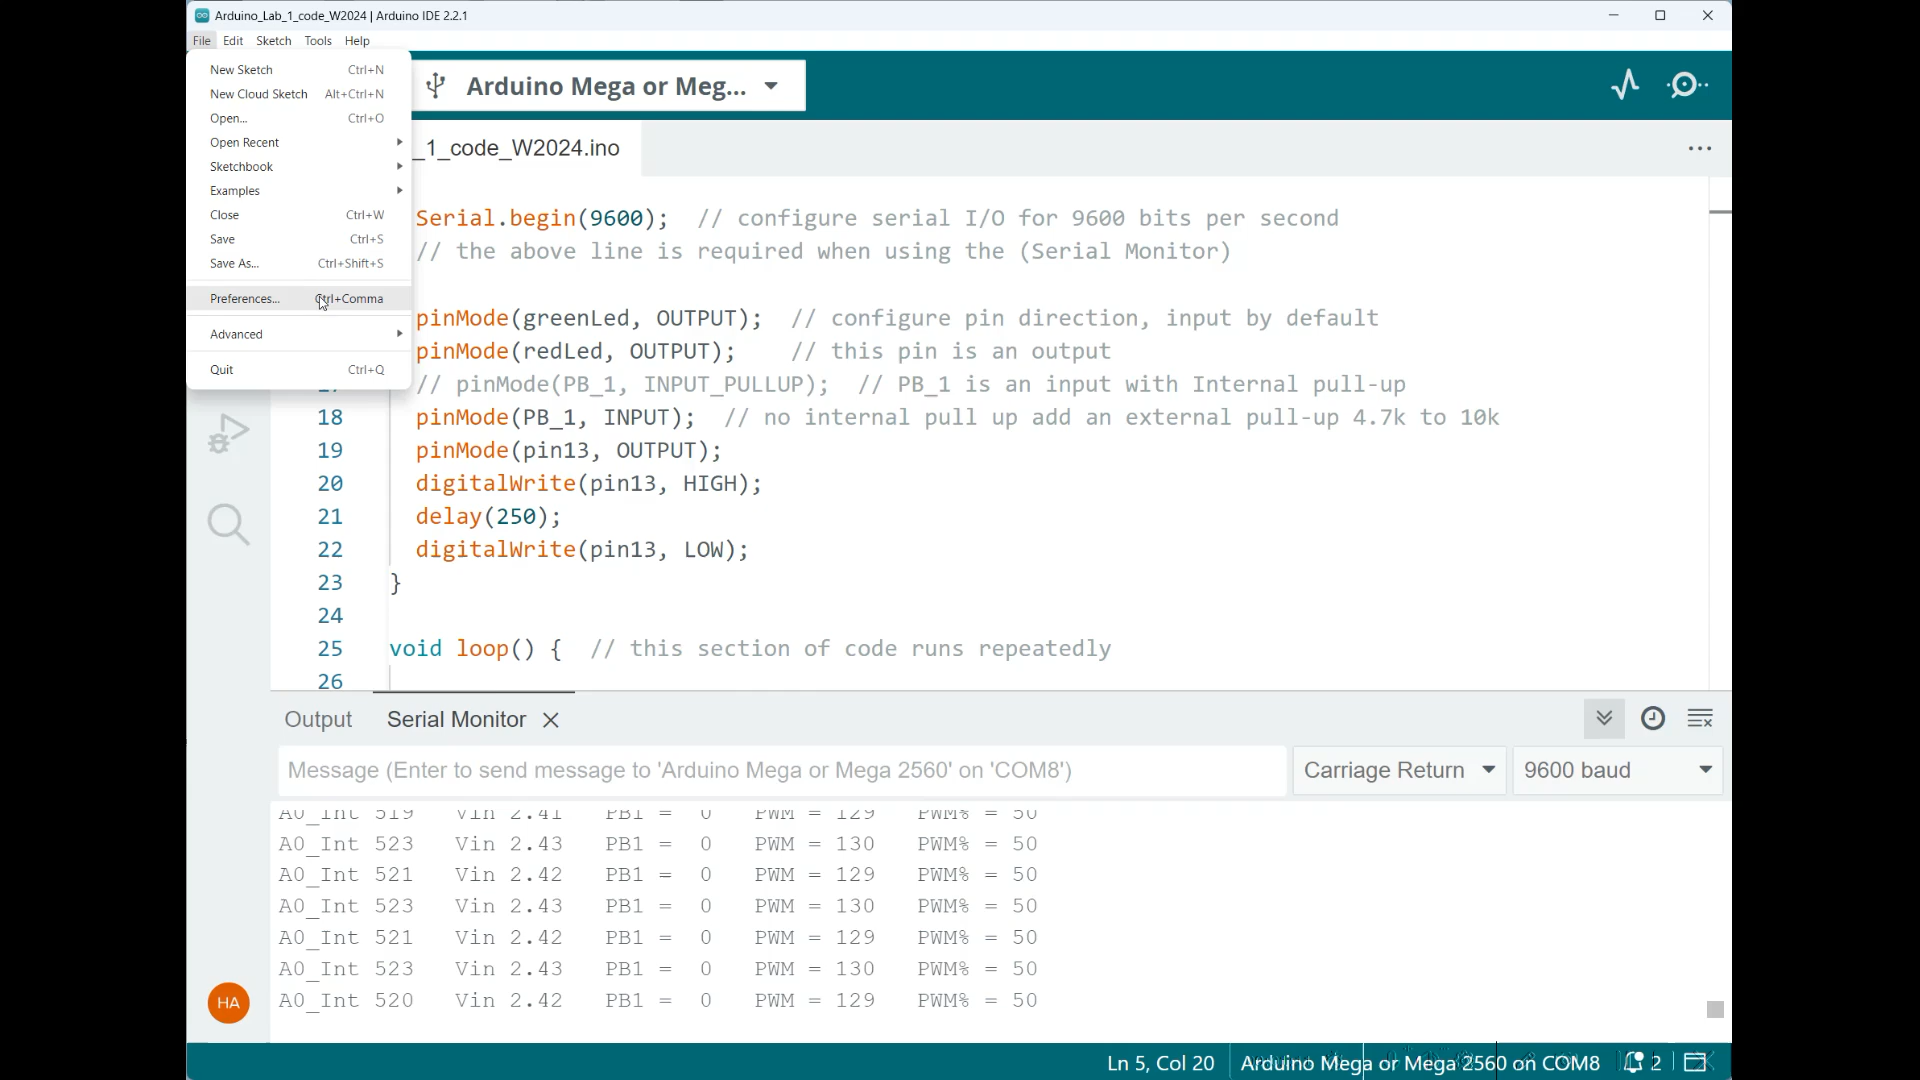 Arduino_Lab_1_code_W2024 | Arduino IDE 2.2.1
File Edit Sketch Tools Help
New Sketch Ctrl+N
New Cloud Sketch Alt+Ctrl+N
Open... Ctrl+O
Open Recent
Sketchbook
Examples
Close Ctrl+W
Save Ctrl+S
Save As... Ctrl+Shift+S
Preferences... Ctrl+Comma
Advanced
Quit Ctrl+Q
Arduino Mega or Meg...
_1_code_W2024.ino
Serial.begin(9600); // configure serial I/O for 9600 bits per second
// the above line is required when using the (Serial Monitor)
pinMode(greenLed, OUTPUT); // configure pin direction, input by default
pinMode(redLed, OUTPUT); // this pin is an output
// pinMode(PB_1, INPUT_PULLUP); // PB_1 is an input with Internal pull-up
18 pinMode(PB_1, INPUT); // no internal pull up add an external pull-up 4.7k to 10k
19 pinMode(pin13, OUTPUT);
20 digitalWrite(pin13, HIGH);
21 delay(250);
22 digitalWrite(pin13, LOW);
23 }
24
25 void loop() { // this section of code runs repeatedly
26
Output Serial Monitor
Message (Enter to send message to 'Arduino Mega or Mega 2560' on 'COM8')
Carriage Return 9600 baud
A0_Int 519 Vin 2.41 PB1 = 0 PWM = 129 PWM% = 50
A0_Int 523 Vin 2.43 PB1 = 0 PWM = 130 PWM% = 50
A0_Int 521 Vin 2.42 PB1 = 0 PWM = 129 PWM% = 50
A0_Int 523 Vin 2.43 PB1 = 0 PWM = 130 PWM% = 50
A0_Int 521 Vin 2.42 PB1 = 0 PWM = 129 PWM% = 50
A0_Int 523 Vin 2.43 PB1 = 0 PWM = 130 PWM% = 50
A0_Int 520 Vin 2.42 PB1 = 0 PWM = 129 PWM% = 50
HA
Ln 5, Col 20 Arduino Mega or Mega 2560 on COM8 2